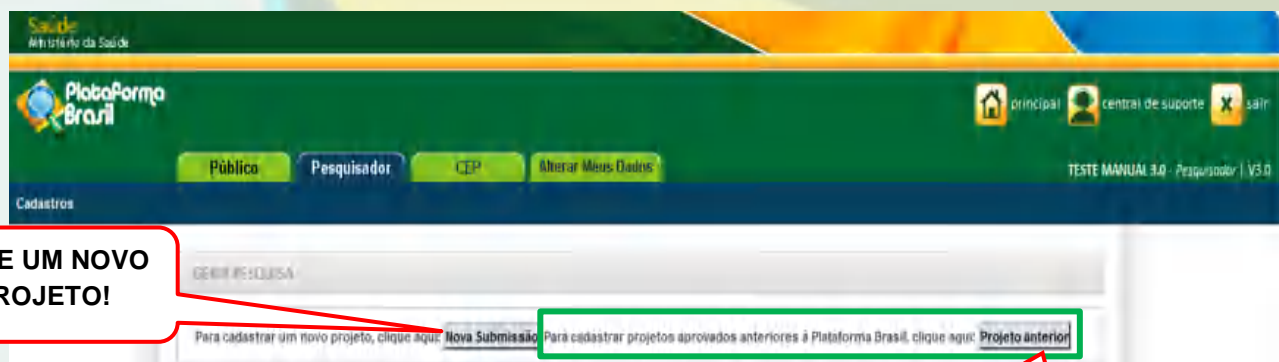 Saúde
Ministério da Saúde
Plataforma
Brasil
principal
central de suporte
X
sair
Público
Pesquisador
CEP
Alterar Meus Dados
TESTE MANUAL 3.0 - Pesquisador | V3.0
Cadastros
E UM NOVO
ROJETO!
GERIR PESQUISA
Para cadastrar um novo projeto, clique aqui: Nova Submissão Para cadastrar projetos aprovados anteriores à Plataforma Brasil, clique aqui: Projeto anterior